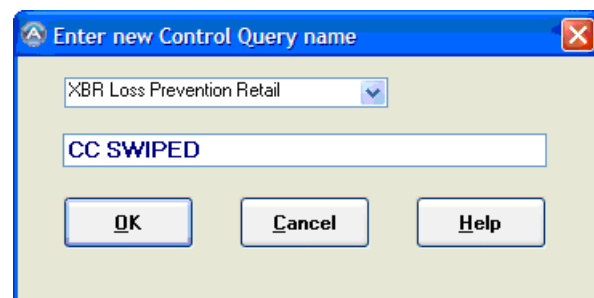 Enter new Control Query name
XBR Loss Prevention Retail
CC SWIPED
OK Cancel Help